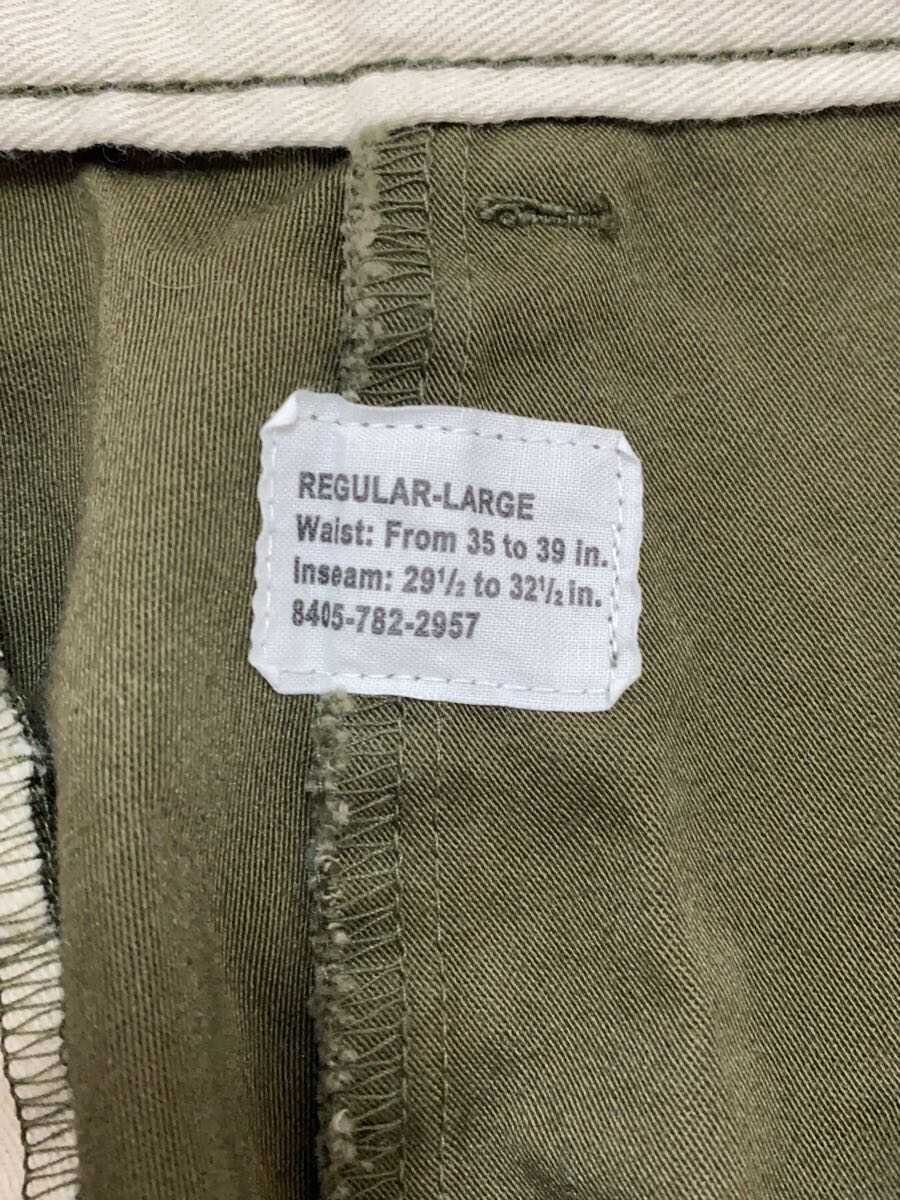 REGULAR-LARGE
Waist: From 35 to 39 in.
Inseam: 29½ to 32½ in.
8405-782-2957